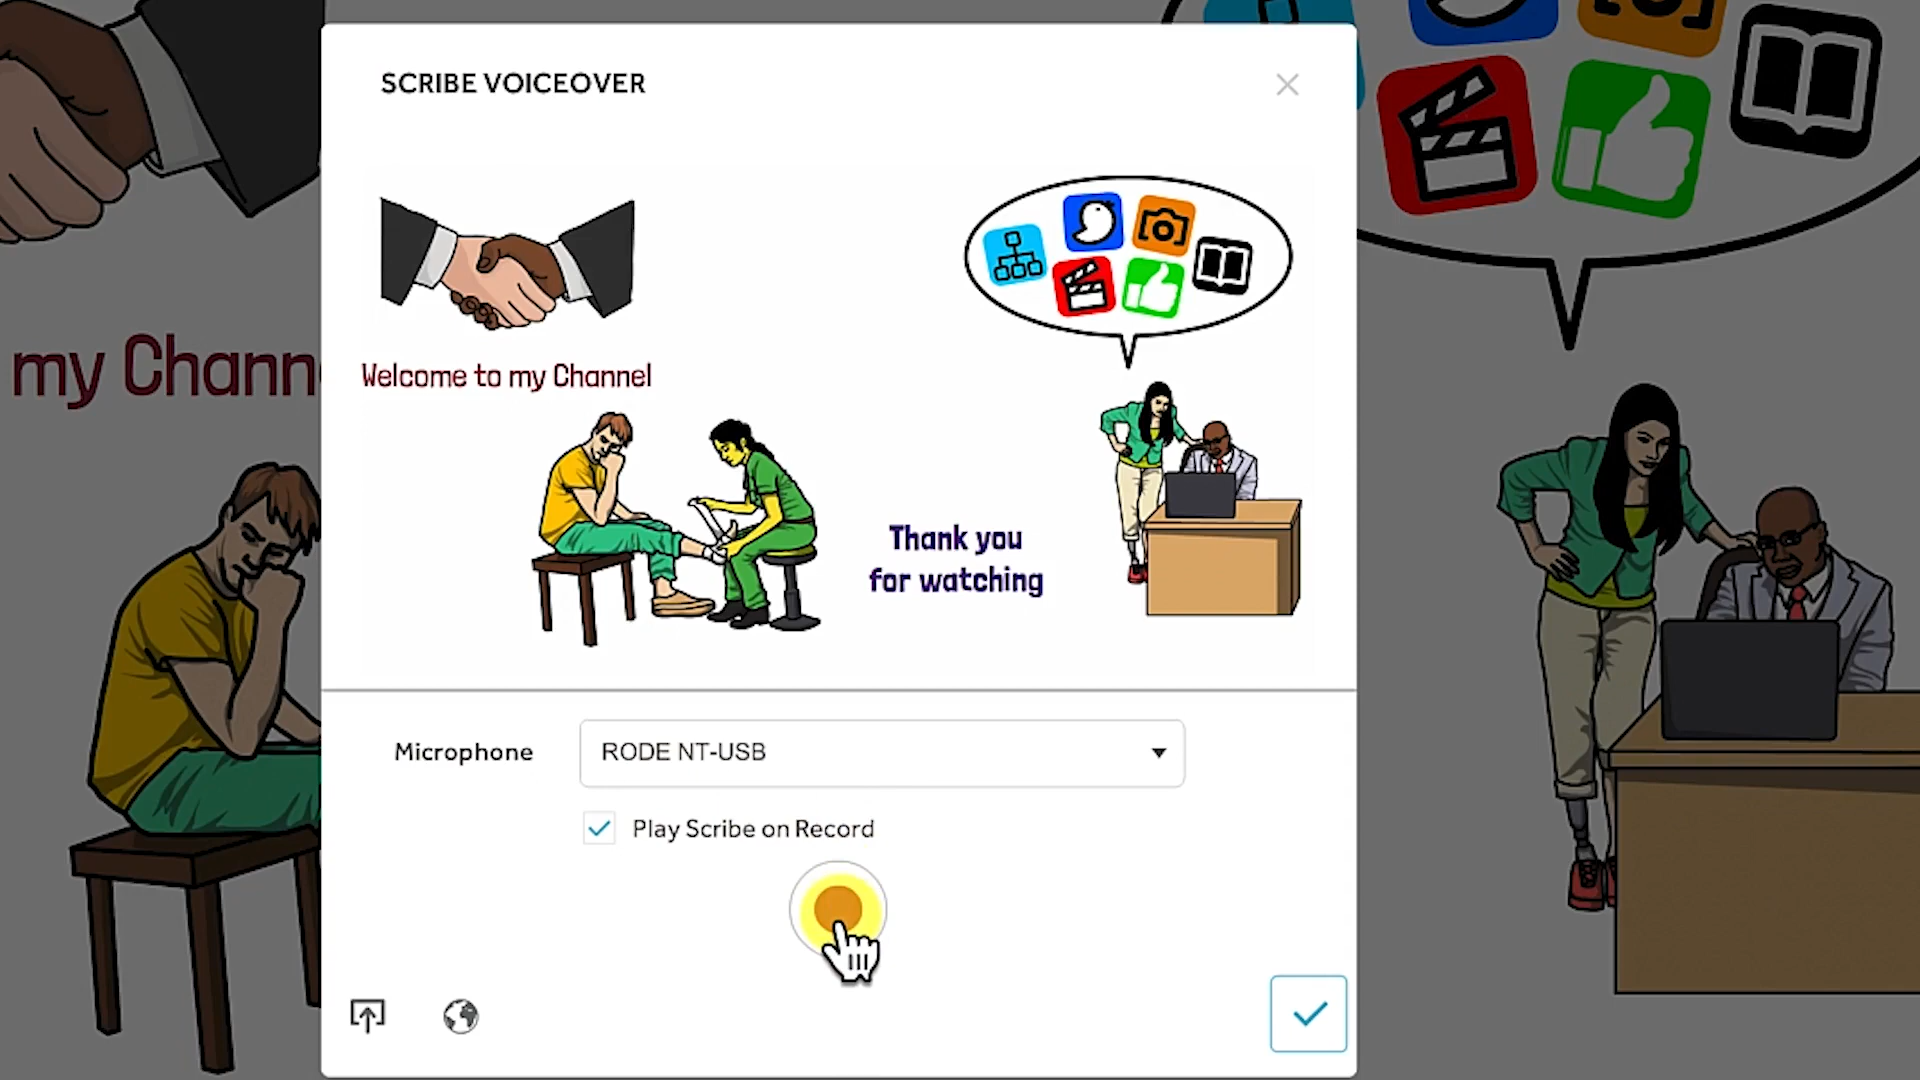 SCRIBE VOICEOVER
my Chann
Welcome to my Channel
Thank you
for watching
Microphone
RODE NT-USB
Play Scribe on Record